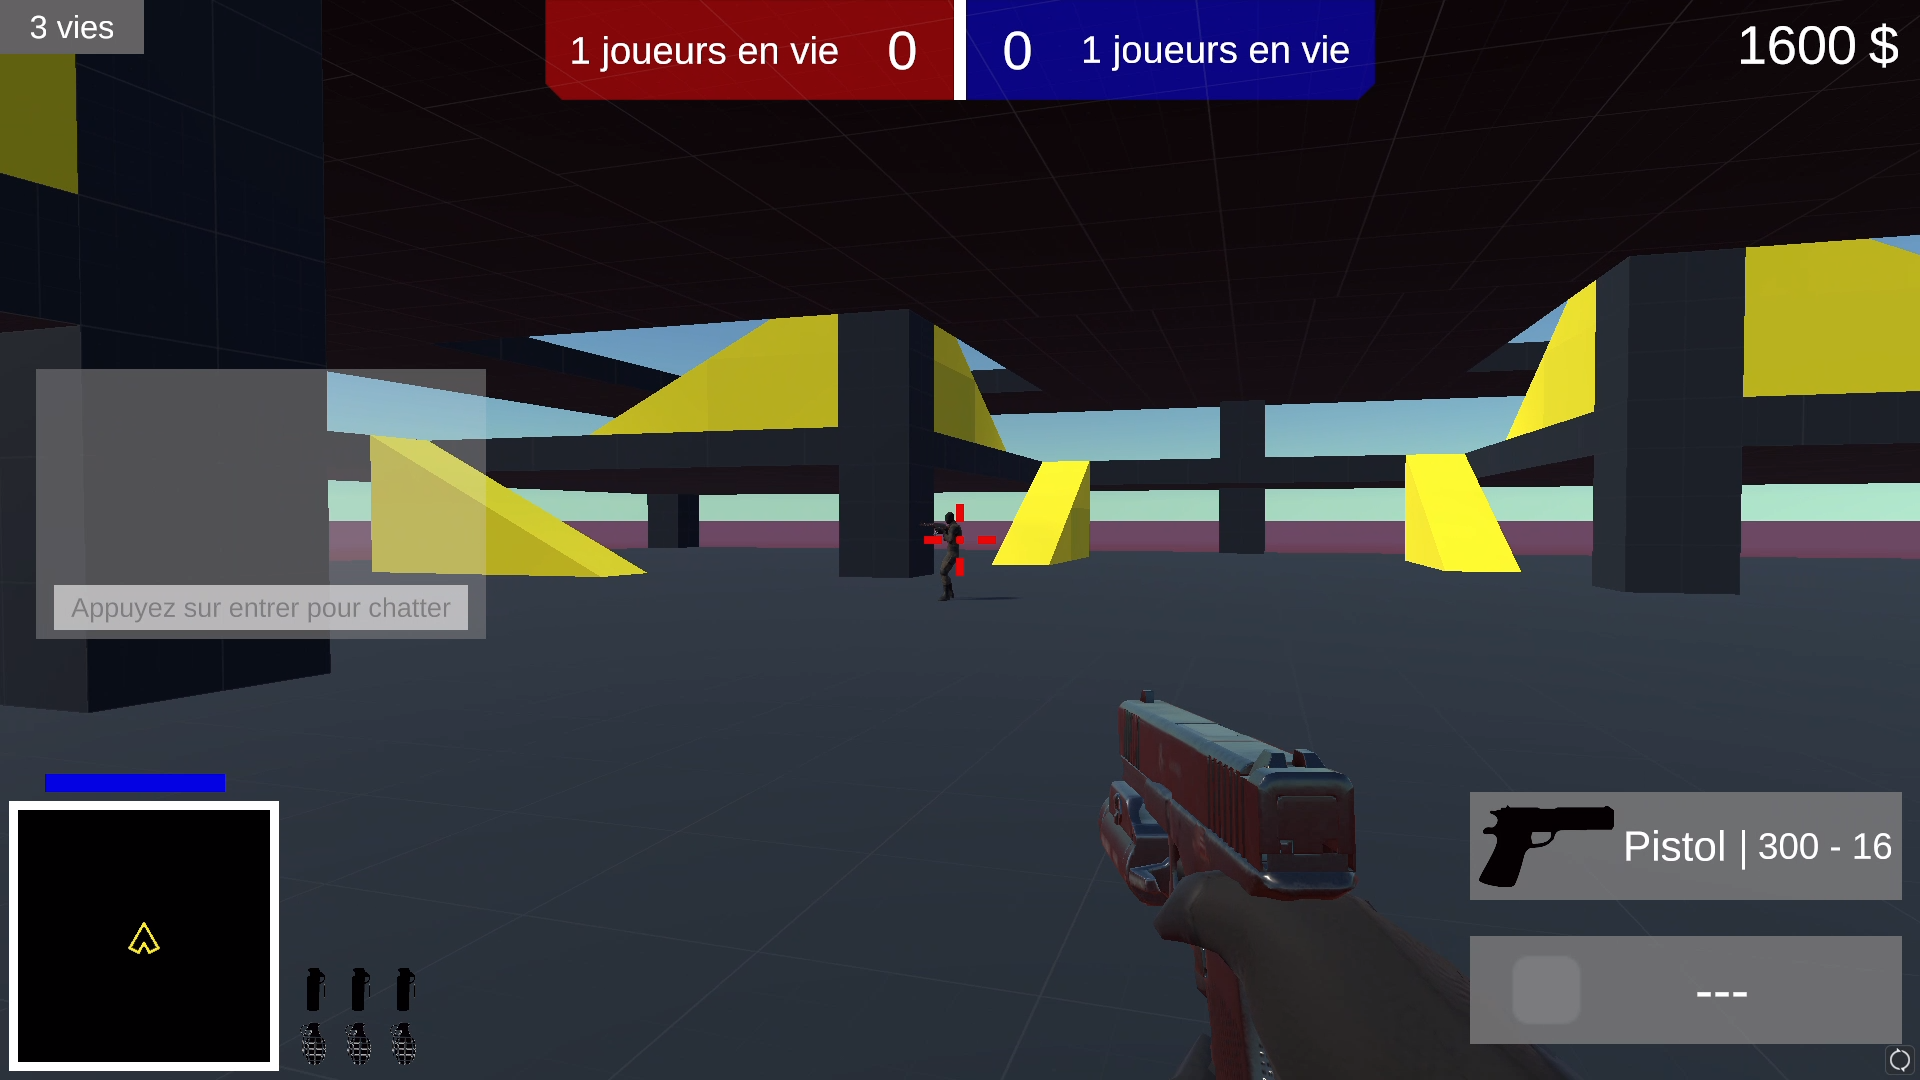 3 vies
1 joueurs en vie 0
0 1 joueurs en vie
1600 $
Appuyez sur entrer pour chatter
Pistol | 300 - 16
---